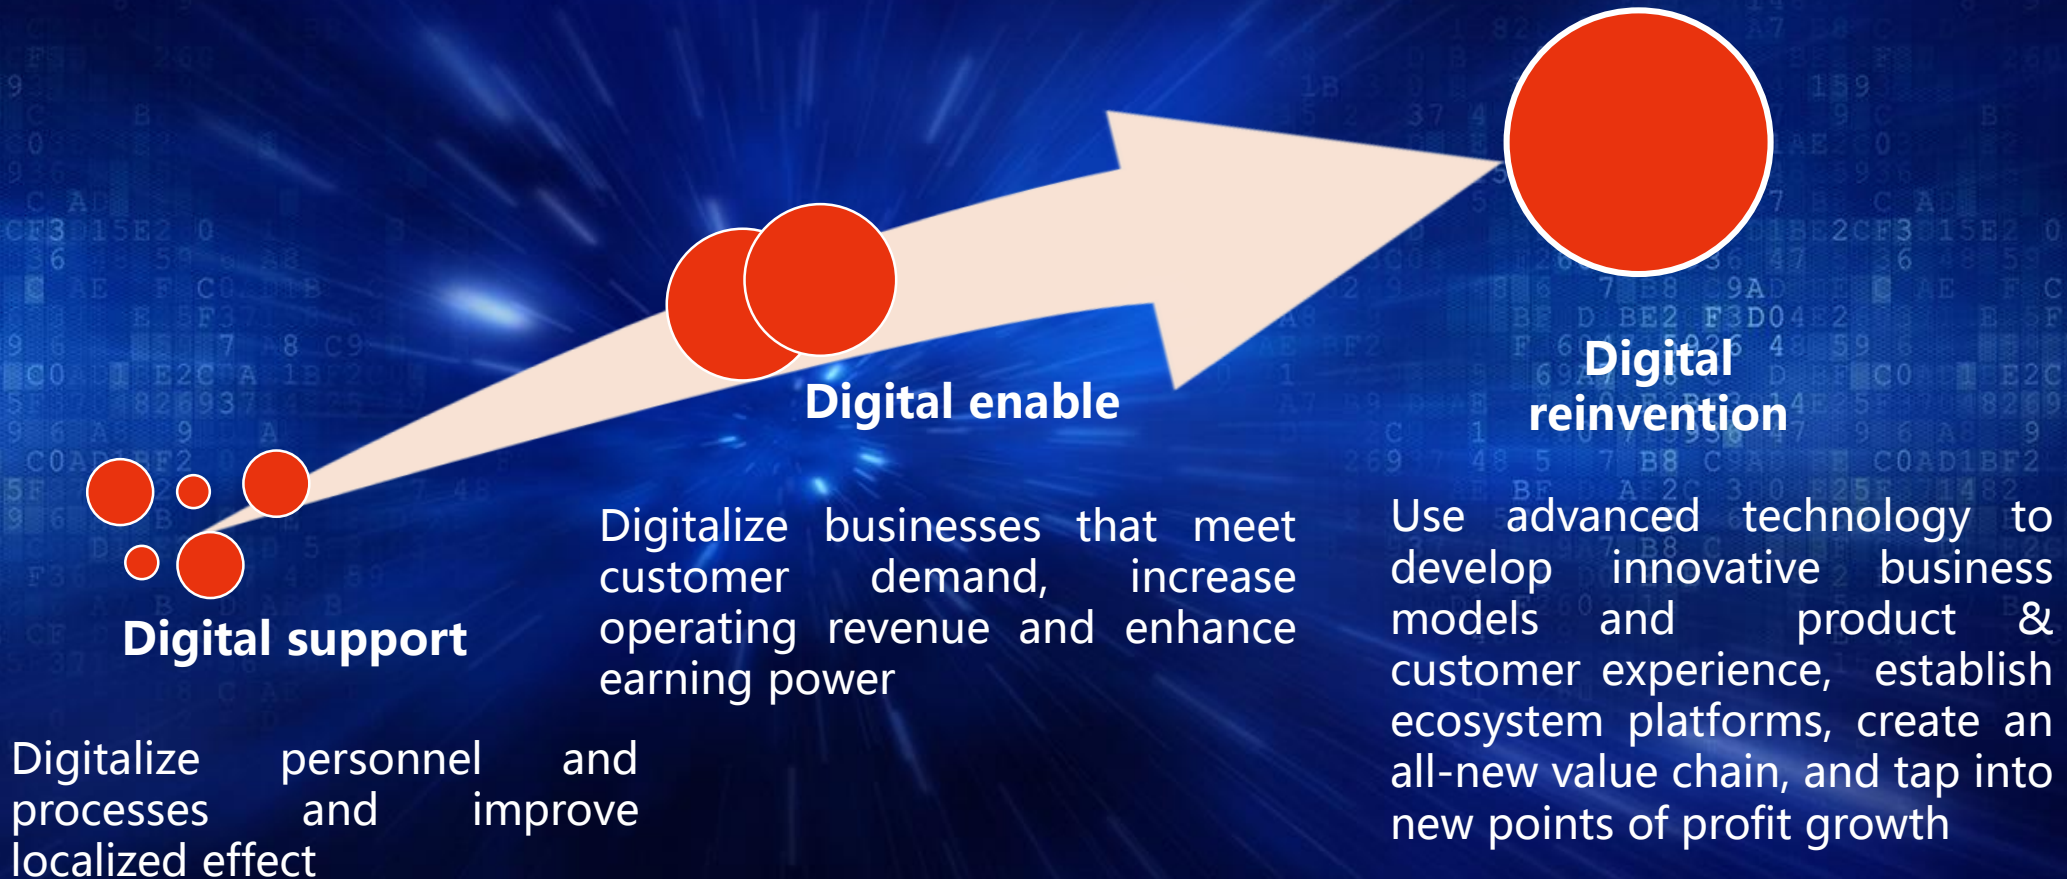 Digital support
Digitalize personnel and
processes and improve
localized effect
Digital enable
Digitalize businesses that meet
customer demand, increase
operating revenue and enhance
earning power
Digital
reinvention
Use advanced technology to
develop innovative business
models and product &
customer experience, establish
ecosystem platforms, create an
all-new value chain, and tap into
new points of profit growth